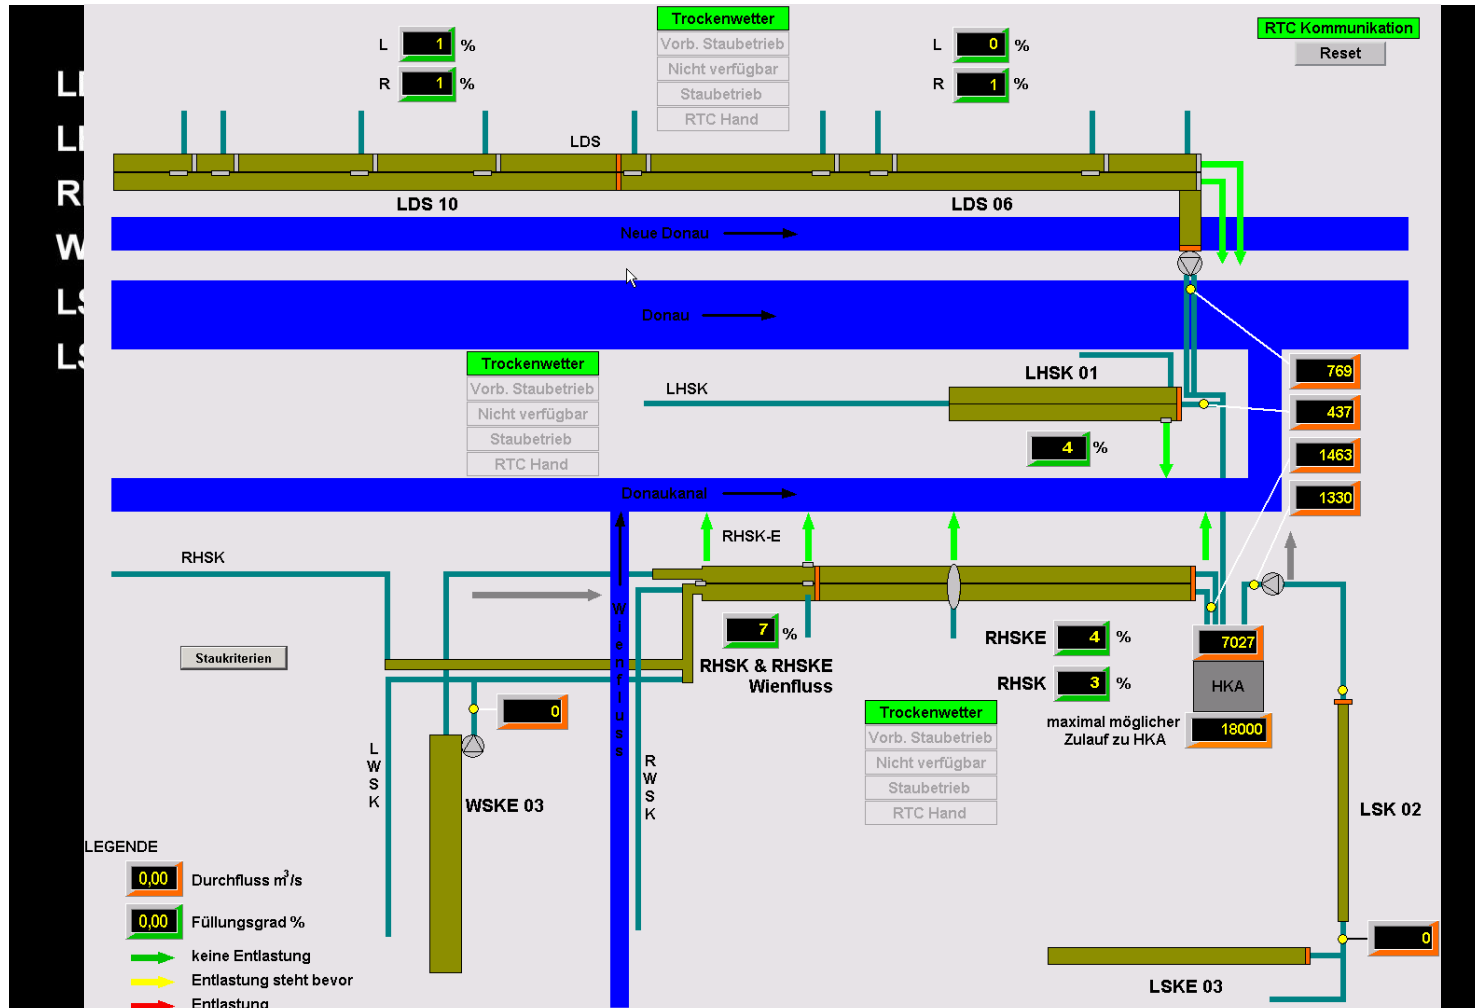 Trockenwetter
Vorb. Staubetrieb
Nicht verfügbar
Staubetrieb
RTC Hand
RTC Kommunikation
Reset
L 1 %
R 1 %
L 0 %
R 1 %
LDS
LDS 10
LDS 06
Neue Donau
Donau
Trockenwetter
Vorb. Staubetrieb
Nicht verfügbar
Staubetrieb
RTC Hand
LHSK
LHSK 01
4 %
769
437
1463
1330
Donaukanal
RHSK
RHSK-E
Wienfluss
7 %
RHSK & RHSKE
Wienfluss
RHSKE 4 %
RHSK 3 %
7027
HKA
maximal möglicher
Zulauf zu HKA
18000
Staukriterien
0
Trockenwetter
Vorb. Staubetrieb
Nicht verfügbar
Staubetrieb
RTC Hand
LWSK
WSKE 03
RWSK
LSK 02
0
LSKE 03
LEGENDE
0,00 Durchfluss m³/s
0,00 Füllungsgrad %
keine Entlastung
Entlastung steht bevor
Entlastung